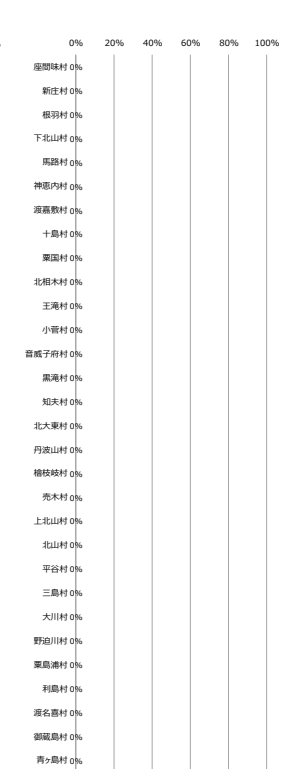 0% 20% 40% 60% 80% 100%
座間味村 0%
新庄村 0%
根羽村 0%
下北山村 0%
馬路村 0%
神恵内村 0%
渡嘉敷村 0%
十島村 0%
粟国村 0%
北相木村 0%
王滝村 0%
小菅村 0%
音威子府村 0%
黒滝村 0%
知夫村 0%
北大東村 0%
丹波山村 0%
檜枝岐村 0%
売木村 0%
上北山村 0%
北山村 0%
平谷村 0%
三島村 0%
大川村 0%
野迫川村 0%
粟島浦村 0%
利島村 0%
渡名喜村 0%
御蔵島村 0%
青ヶ島村 0%